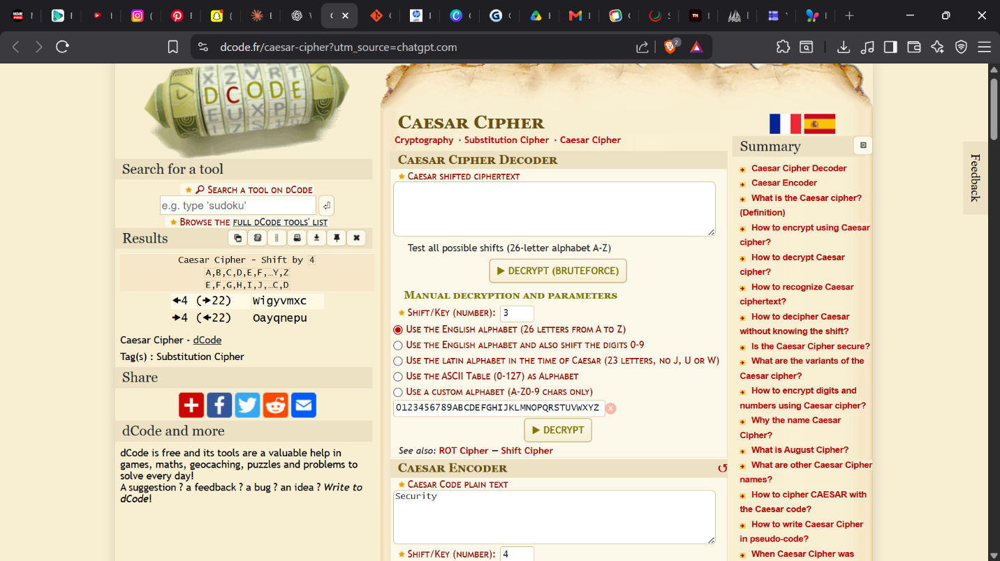 dcode.fr/caesar-cipher?utm_source=chatgpt.com
2
DCODE
Search for a tool
SEARCH A TOOL ON DCODE
e.g. type 'sudoku'
BROWSE THE FULL DCODE TOOLS' LIST
Results
Caesar Cipher - Shift by 4
A,B,C,D,E,F,…Y,Z
E,F,G,H,I,J,…C,D
🡰4 (🡲22) Wigyvmxc
🡲4 (🡰22) Oayqnepu
Caesar Cipher - dCode
Tag(s) : Substitution Cipher
Share
dCode and more
dCode is free and its tools are a valuable help in
games, maths, geocaching, puzzles and problems to
solve every day!
A suggestion ? a feedback ? a bug ? an idea ? Write to
dCode!
CAESAR CIPHER
Cryptography › Substitution Cipher › Caesar Cipher
CAESAR CIPHER DECODER
★ CAESAR SHIFTED CIPHERTEXT
Test all possible shifts (26-letter alphabet A-Z)
▶ DECRYPT (BRUTEFORCE)
MANUAL DECRYPTION AND PARAMETERS
★ SHIFT/KEY (NUMBER): 3
USE THE ENGLISH ALPHABET (26 LETTERS FROM A TO Z)
USE THE ENGLISH ALPHABET AND ALSO SHIFT THE DIGITS 0-9
USE THE LATIN ALPHABET IN THE TIME OF CAESAR (23 LETTERS, NO J, U OR W)
USE THE ASCII TABLE (0-127) AS ALPHABET
USE A CUSTOM ALPHABET (A-Z0-9 CHARS ONLY)
0123456789ABCDEFGHIJKLMNOPQRSTUVWXYZ
▶ DECRYPT
See also: ROT Cipher — Shift Cipher
CAESAR ENCODER
★ CAESAR CODE PLAIN TEXT
Security
★ SHIFT/KEY (NUMBER): 4
Summary
Caesar Cipher Decoder
Caesar Encoder
What is the Caesar cipher?
(Definition)
How to encrypt using Caesar
cipher?
How to decrypt Caesar
cipher?
How to recognize Caesar
ciphertext?
How to decipher Caesar
without knowing the shift?
Is the Caesar Cipher secure?
What are the variants of the
Caesar cipher?
How to encrypt digits and
numbers using Caesar cipher?
Why the name Caesar
Cipher?
What is August Cipher?
What are other Caesar Cipher
names?
How to cipher CAESAR with
the Caesar code?
How to write Caesar Cipher
in pseudo-code?
When Caesar Cipher was
Feedback